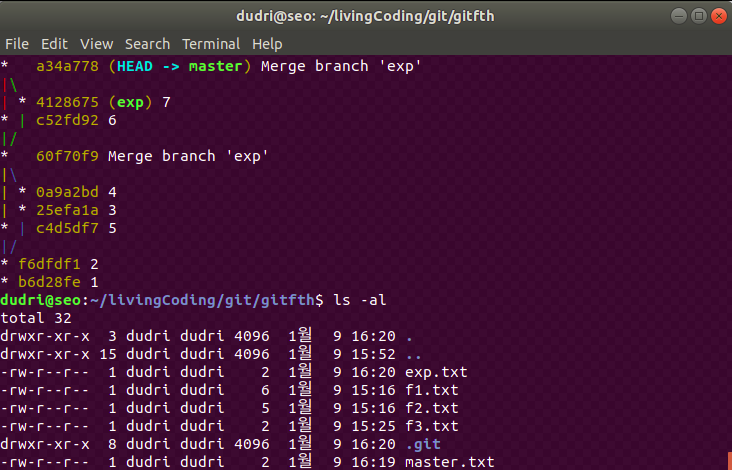 dudri@seo: ~/livingCoding/git/gitfth
File Edit View Search Terminal Help
*   a34a778 (HEAD -> master) Merge branch 'exp'
|\
| * 4128675 (exp) 7
* | c52fd92 6
|/
*   60f70f9 Merge branch 'exp'
|\
| * 0a9a2bd 4
| * 25efa1a 3
* | c4d5df7 5
|/
* f6dfdf1 2
* b6d28fe 1
dudri@seo:~/livingCoding/git/gitfth$ ls -al
total 32
drwxr-xr-x  3 dudri dudri 4096  1월  9 16:20 .
drwxr-xr-x 15 dudri dudri 4096  1월  9 15:52 ..
-rw-r--r--  1 dudri dudri    2  1월  9 16:20 exp.txt
-rw-r--r--  1 dudri dudri    6  1월  9 15:16 f1.txt
-rw-r--r--  1 dudri dudri    5  1월  9 15:16 f2.txt
-rw-r--r--  1 dudri dudri    2  1월  9 15:25 f3.txt
drwxr-xr-x  8 dudri dudri 4096  1월  9 16:20 .git
-rw-r--r--  1 dudri dudri    2  1월  9 16:19 master.txt